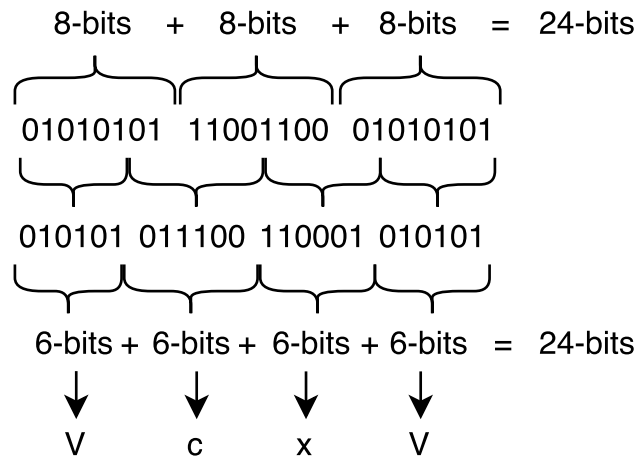 8-bits + 8-bits + 8-bits = 24-bits
01010101 11001100 01010101
010101 011100 110001 010101
6-bits + 6-bits + 6-bits + 6-bits = 24-bits
V c x V